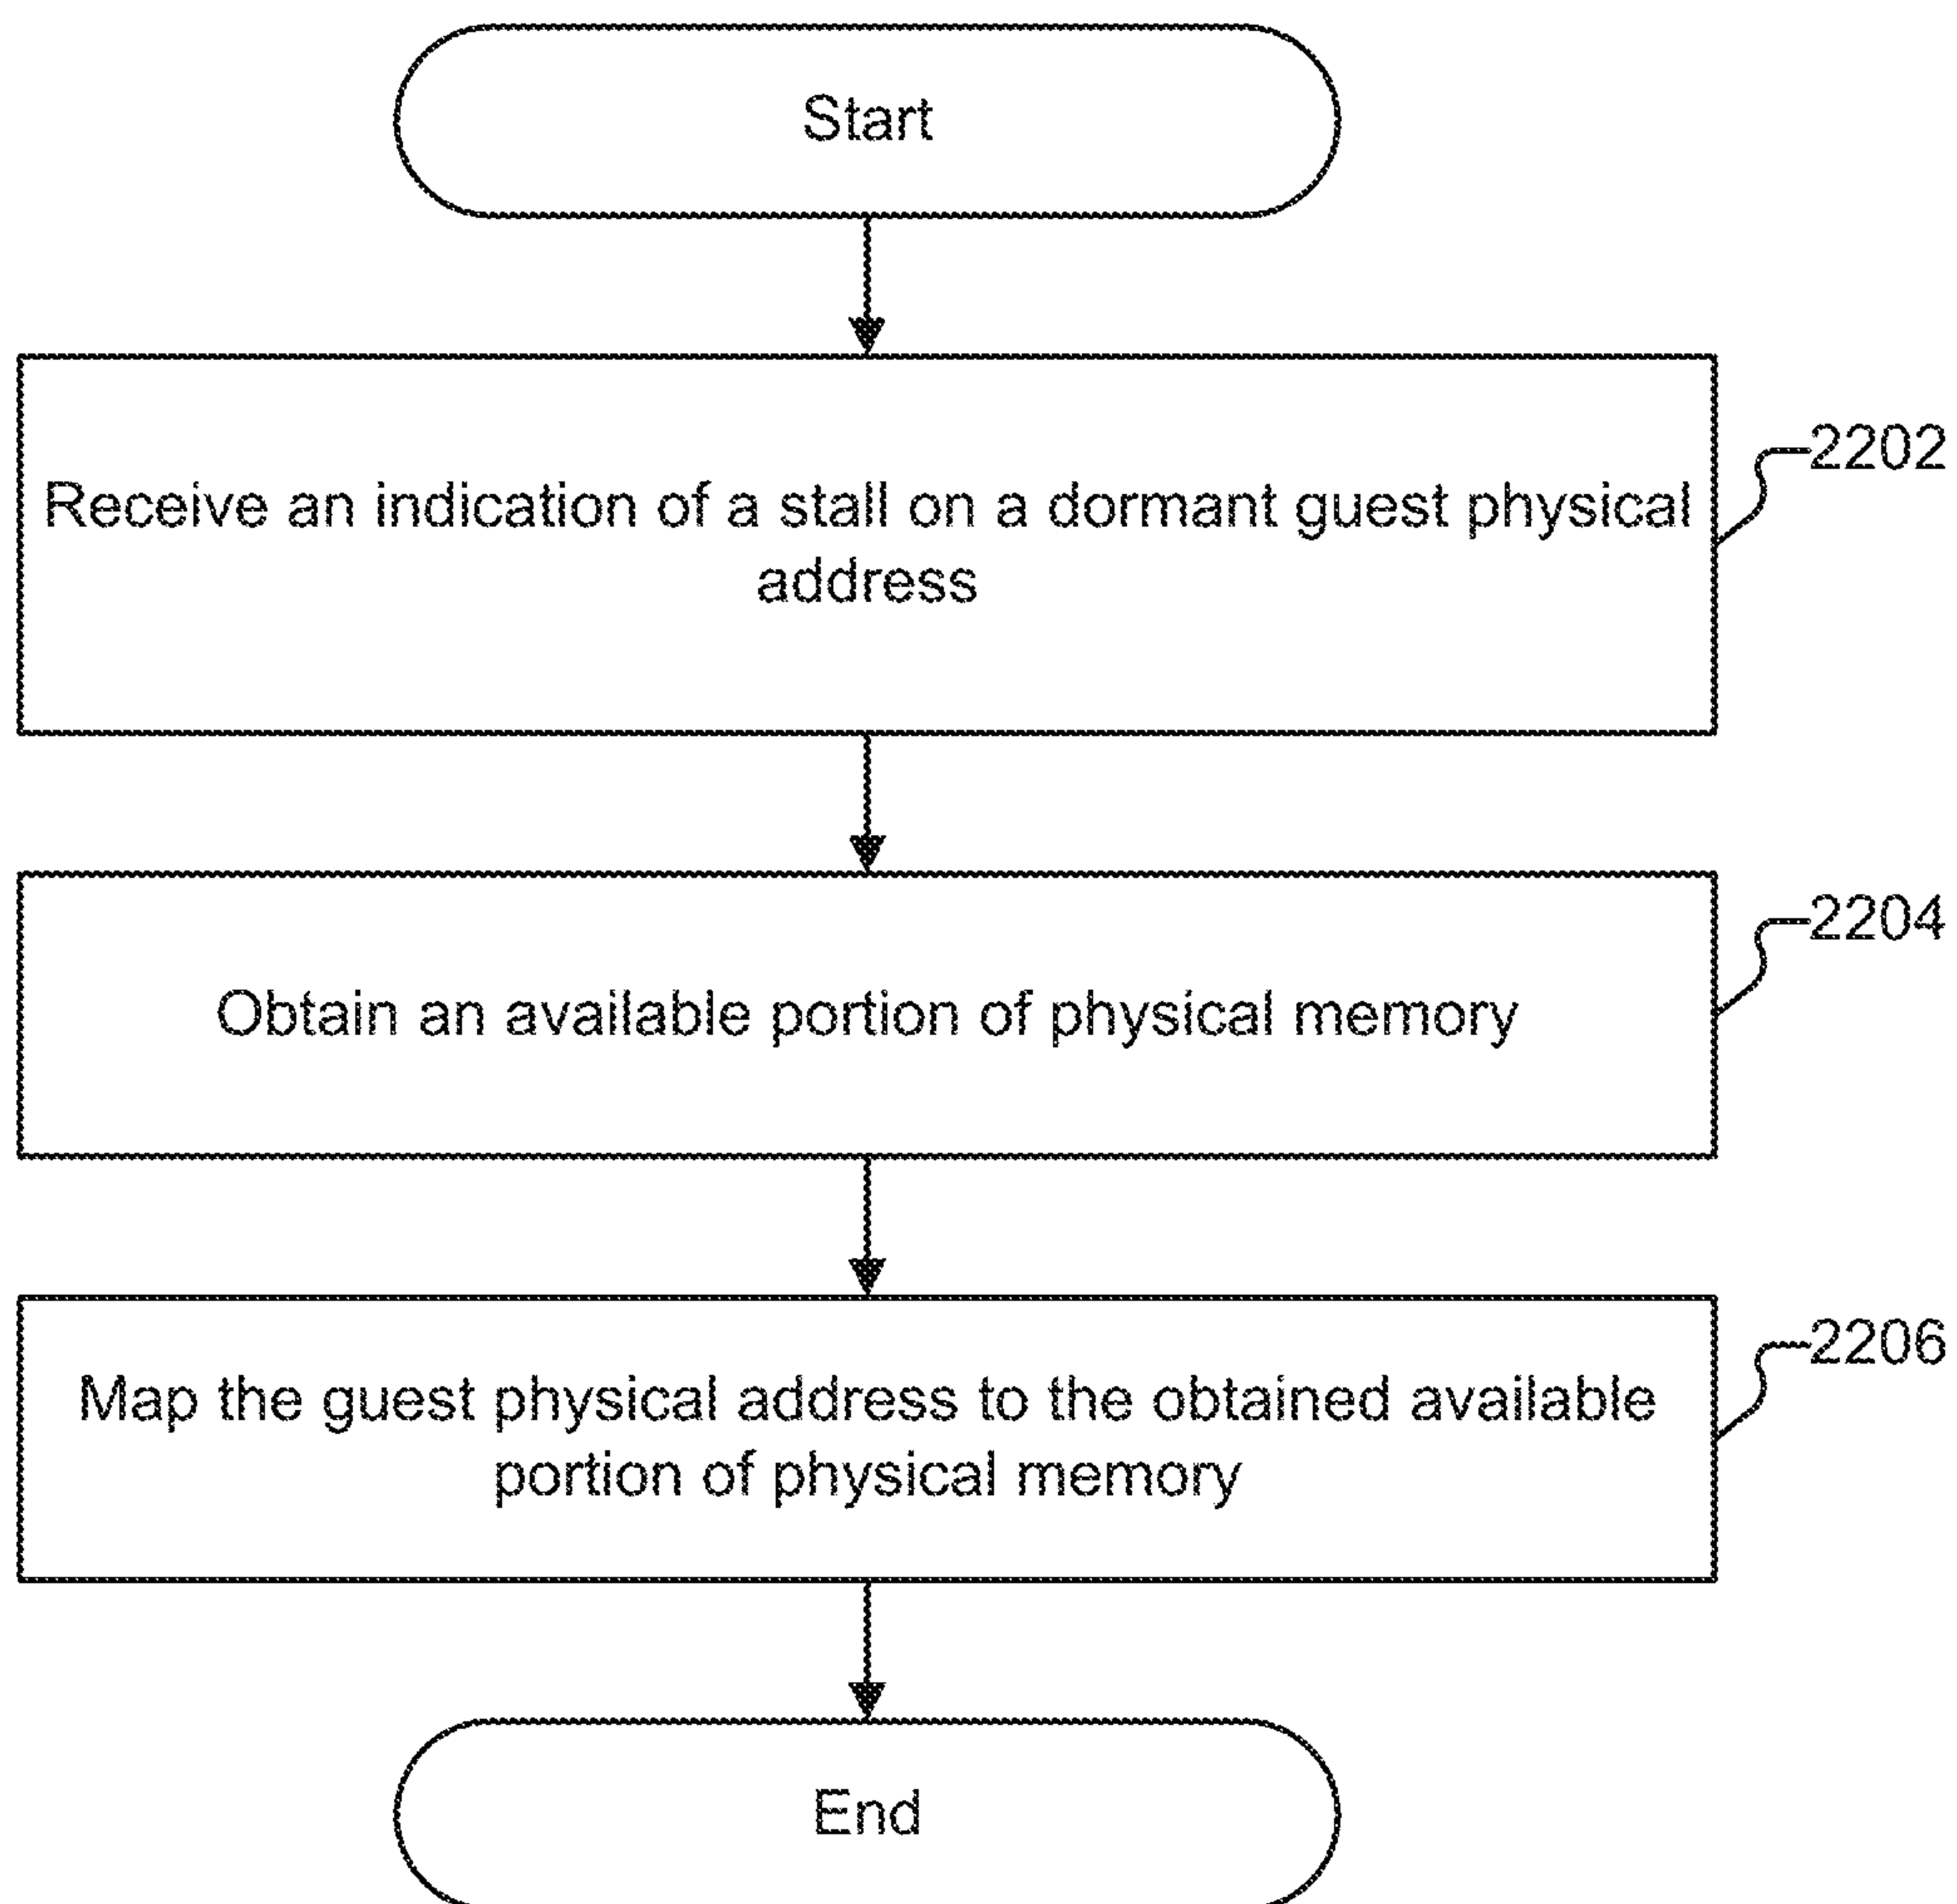 Start
2202
Receive an indication of a stall on a dormant guest physical
address
2204
Obtain an available portion of physical memory
2206
Map the guest physical address to the obtained available
portion of physical memory
End